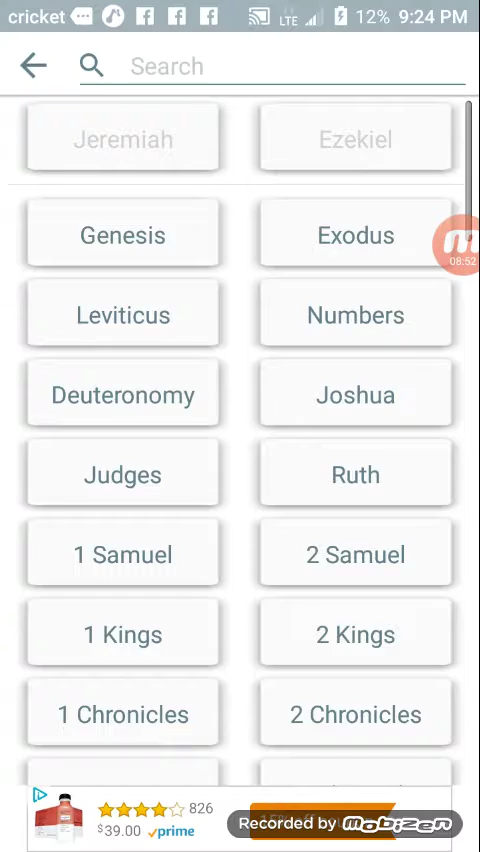 cricket LTE 12% 9:24 PM
Search
Jeremiah Ezekiel
Genesis Exodus
08:52
Leviticus Numbers
Deuteronomy Joshua
Judges Ruth
1 Samuel 2 Samuel
1 Kings 2 Kings
1 Chronicles 2 Chronicles
826
$39.00 prime
Recorded by MOBIZEN